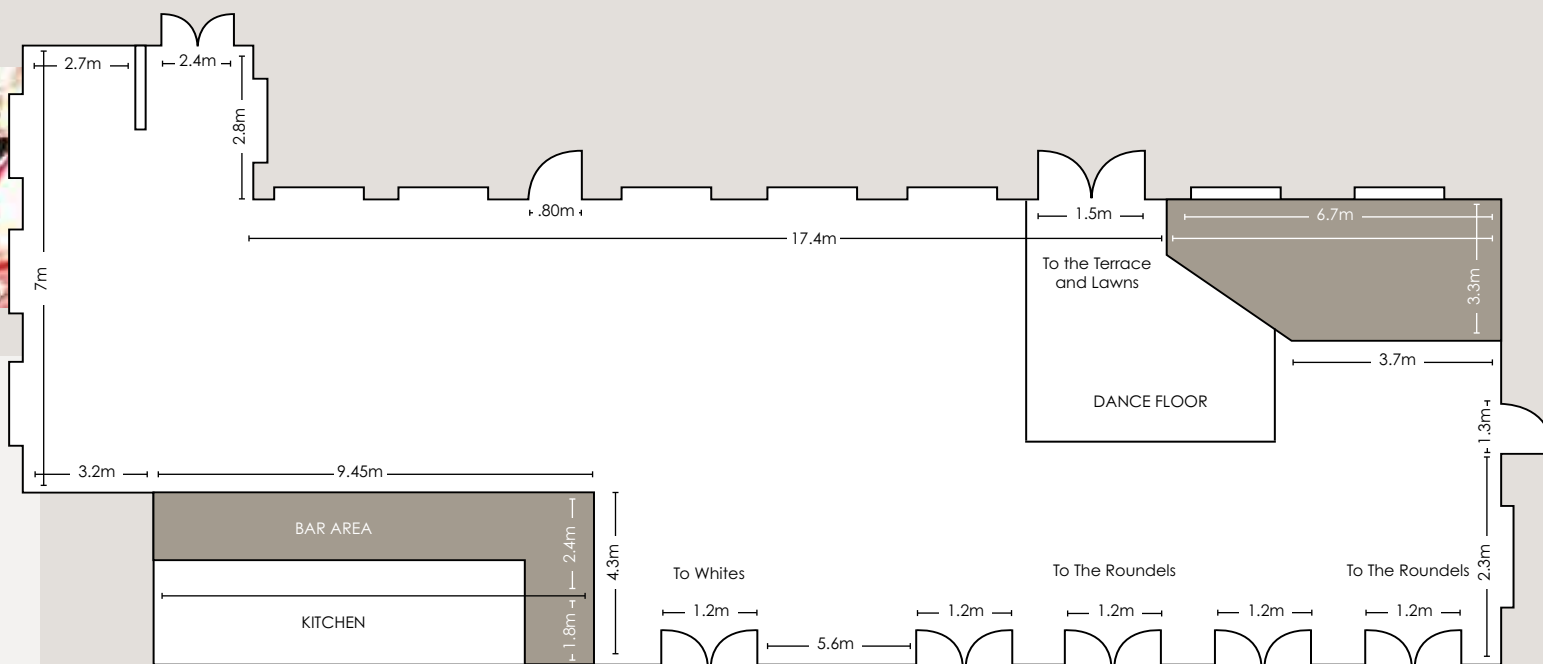 2.7m
2.4m
2.8m
.80m
1.5m
6.7m
17.4m
To the Terrace
and Lawns
7m
3.3m
3.7m
DANCE FLOOR
1.3m
3.2m
9.45m
BAR AREA
2.4m
4.3m
To Whites
To The Roundels
To The Roundels
2.3m
1.2m
1.2m
1.2m
1.2m
1.2m
KITCHEN
1.8m
5.6m